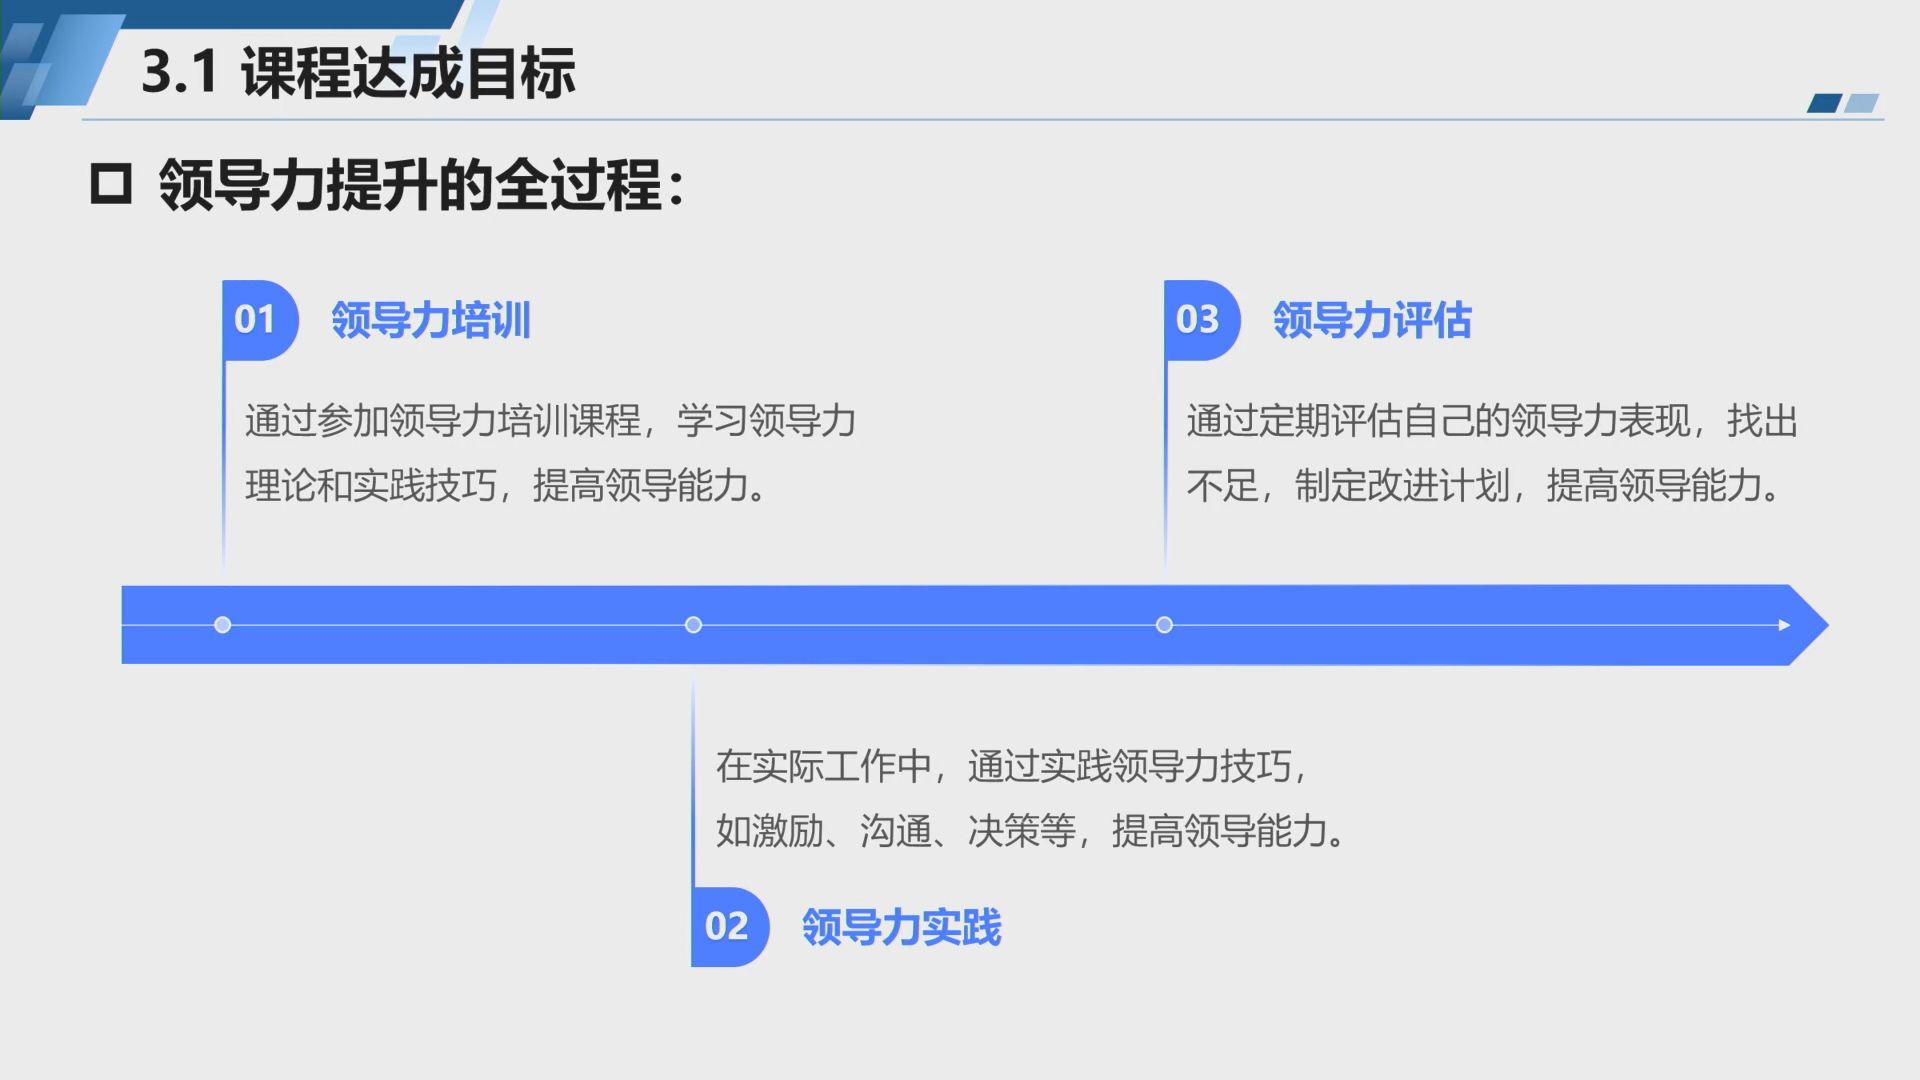 3.1 课程达成目标
领导力提升的全过程：
01 领导力培训
通过参加领导力培训课程，学习领导力
理论和实践技巧，提高领导能力。
03 领导力评估
通过定期评估自己的领导力表现，找出
不足，制定改进计划，提高领导能力。
在实际工作中，通过实践领导力技巧，
如激励、沟通、决策等，提高领导能力。
02 领导力实践